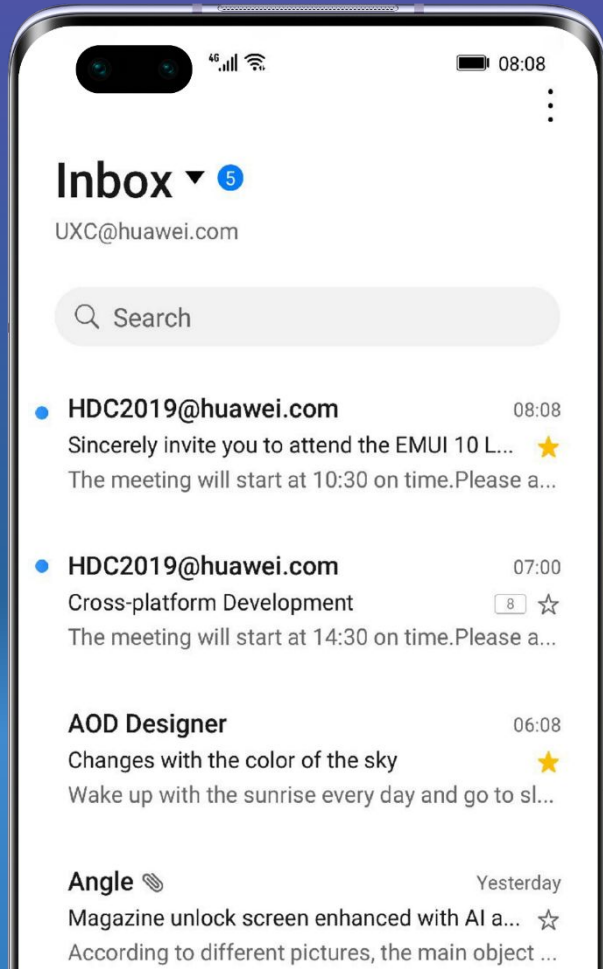 46
08:08
Inbox 5
UXC@huawei.com
Search
HDC2019@huawei.com 08:08
Sincerely invite you to attend the EMUI 10 L...
The meeting will start at 10:30 on time.Please a...
HDC2019@huawei.com 07:00
Cross-platform Development 8
The meeting will start at 14:30 on time.Please a...
AOD Designer 06:08
Changes with the color of the sky
Wake up with the sunrise every day and go to sl...
Angle Yesterday
Magazine unlock screen enhanced with AI a...
According to different pictures, the main object ...